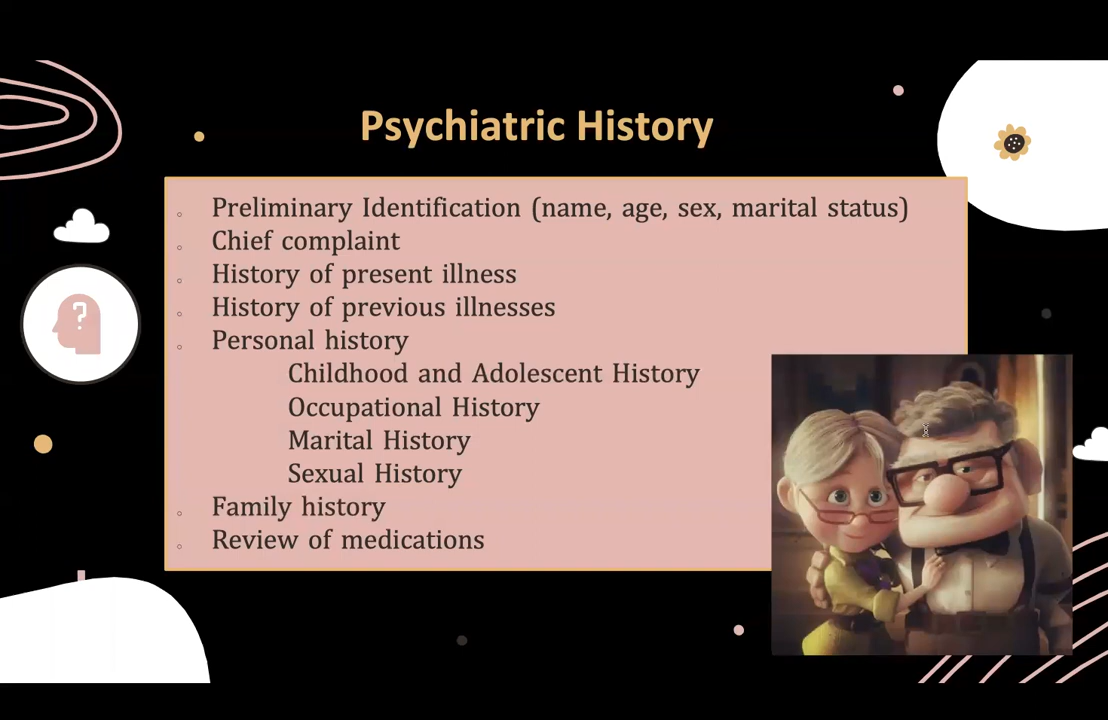 Psychiatric History
Preliminary Identification (name, age, sex, marital status)
Chief complaint
History of present illness
History of previous illnesses
Personal history
Childhood and Adolescent History
Occupational History
Marital History
Sexual History
Family history
Review of medications
?